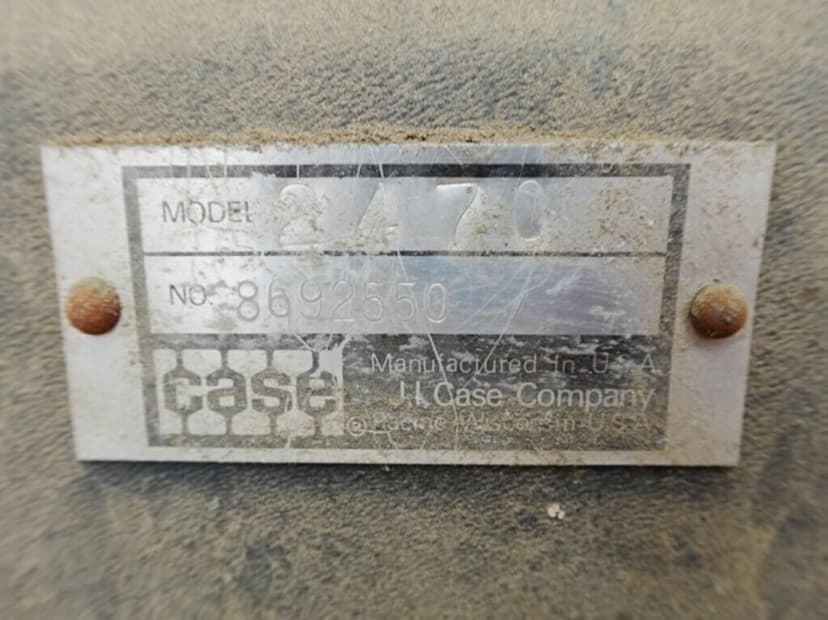 MODEL 2470
NO. 8692550
case
Manufactured In U.S.A
J I Case Company
® Racine Wisconsin U.S.A